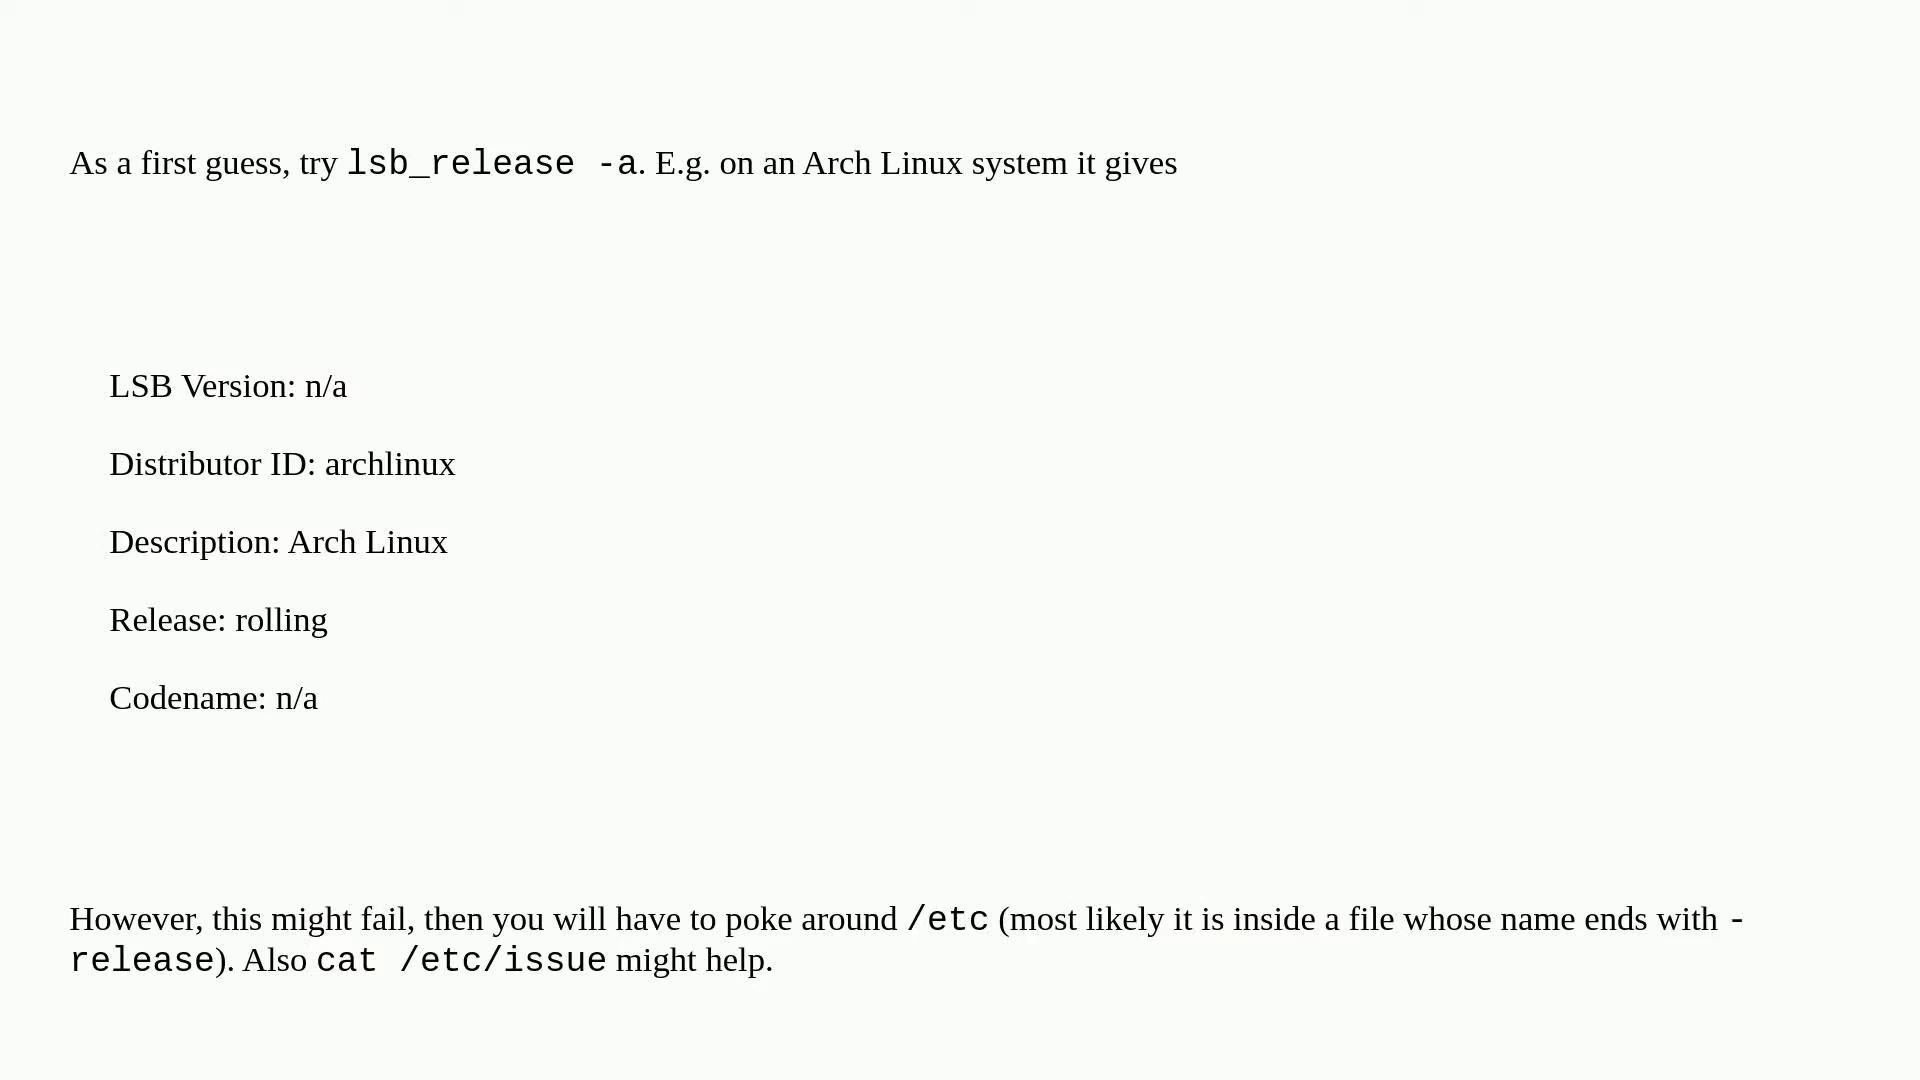 As a first guess, try lsb_release -a. E.g. on an Arch Linux system it gives
LSB Version: n/a
Distributor ID: archlinux
Description: Arch Linux
Release: rolling
Codename: n/a
However, this might fail, then you will have to poke around /etc (most likely it is inside a file whose name ends with -
release). Also cat /etc/issue might help.